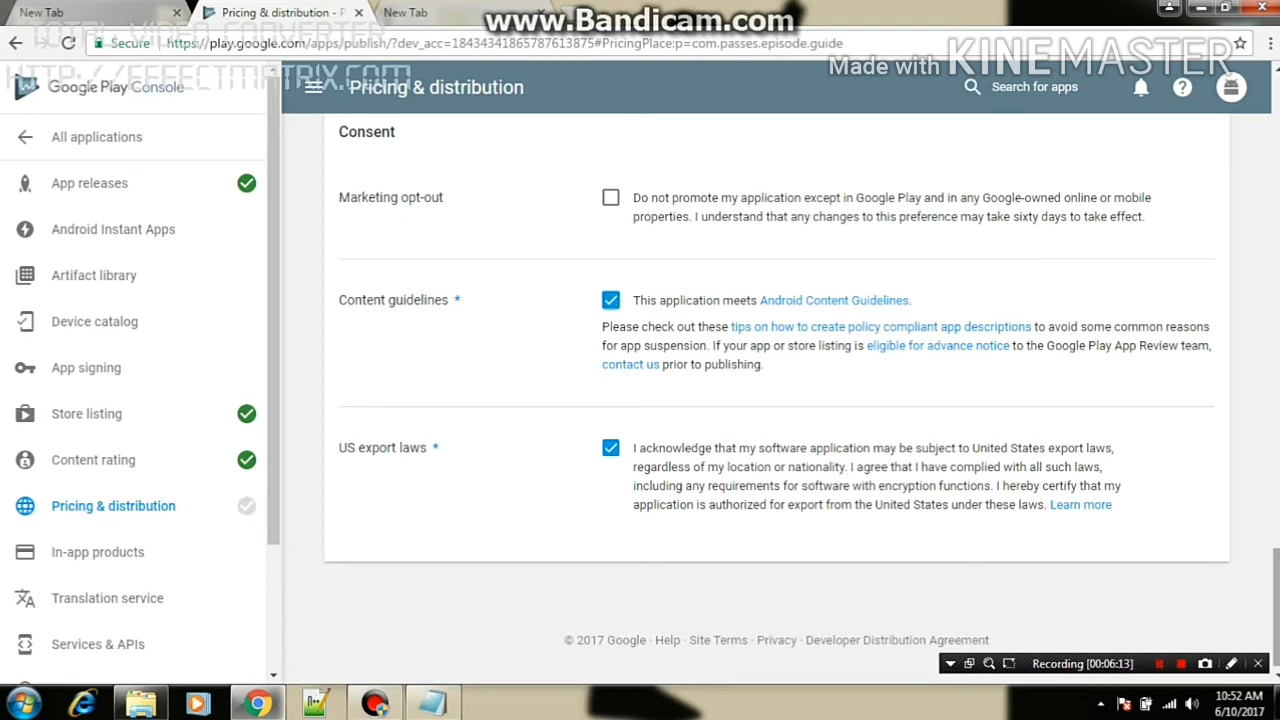 www.Bandicam.com
New Tab
Pricing & distribution - P
New Tab
TOTAL VIDEO CONVERTER
Secure
https://play.google.com/apps/publish/?dev_acc=18434341865787613875#PricingPlace:p=com.passes.episode.guide
Made with KINEMASTER
HTTP://EFFECTMATRIX.COM
Google Play Console
Pricing & distribution
Search for apps
All applications
App releases
Android Instant Apps
Artifact library
Device catalog
App signing
Store listing
Content rating
Pricing & distribution
In-app products
Translation service
Services & APIs
Consent
Marketing opt-out
Do not promote my application except in Google Play and in any Google-owned online or mobile
properties. I understand that any changes to this preference may take sixty days to take effect.
Content guidelines *
This application meets Android Content Guidelines.
Please check out these tips on how to create policy compliant app descriptions to avoid some common reasons
for app suspension. If your app or store listing is eligible for advance notice to the Google Play App Review team,
contact us prior to publishing.
US export laws *
I acknowledge that my software application may be subject to United States export laws,
regardless of my location or nationality. I agree that I have complied with all such laws,
including any requirements for software with encryption functions. I hereby certify that my
application is authorized for export from the United States under these laws. Learn more
© 2017 Google · Help · Site Terms · Privacy · Developer Distribution Agreement
Recording [00:06:13]
10:52 AM
6/10/2017